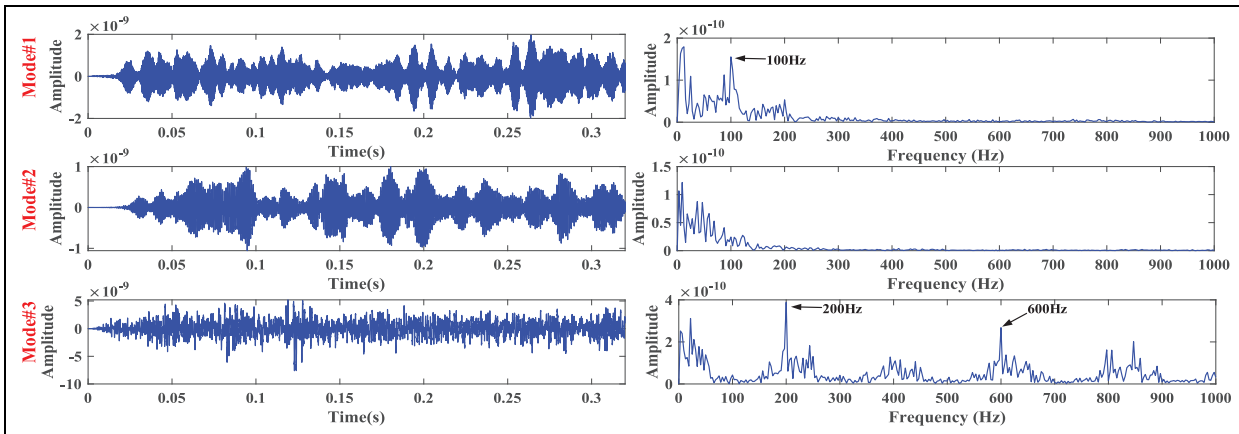 Mode#1
Amplitude
×10⁻⁹
2
0
-2
0 0.05 0.1 0.15 0.2 0.25 0.3
Time(s)
Amplitude
×10⁻¹⁰
2
1
0
100Hz
0 100 200 300 400 500 600 700 800 900 1000
Frequency (Hz)
Mode#2
Amplitude
×10⁻⁹
1
0
-1
0 0.05 0.1 0.15 0.2 0.25 0.3
Time(s)
Amplitude
×10⁻¹⁰
1.5
1
0.5
0
0 100 200 300 400 500 600 700 800 900 1000
Frequency (Hz)
Mode#3
Amplitude
×10⁻⁹
5
0
-5
-10
0 0.05 0.1 0.15 0.2 0.25 0.3
Time(s)
Amplitude
×10⁻¹⁰
4
2
0
200Hz
600Hz
0 100 200 300 400 500 600 700 800 900 1000
Frequency (Hz)